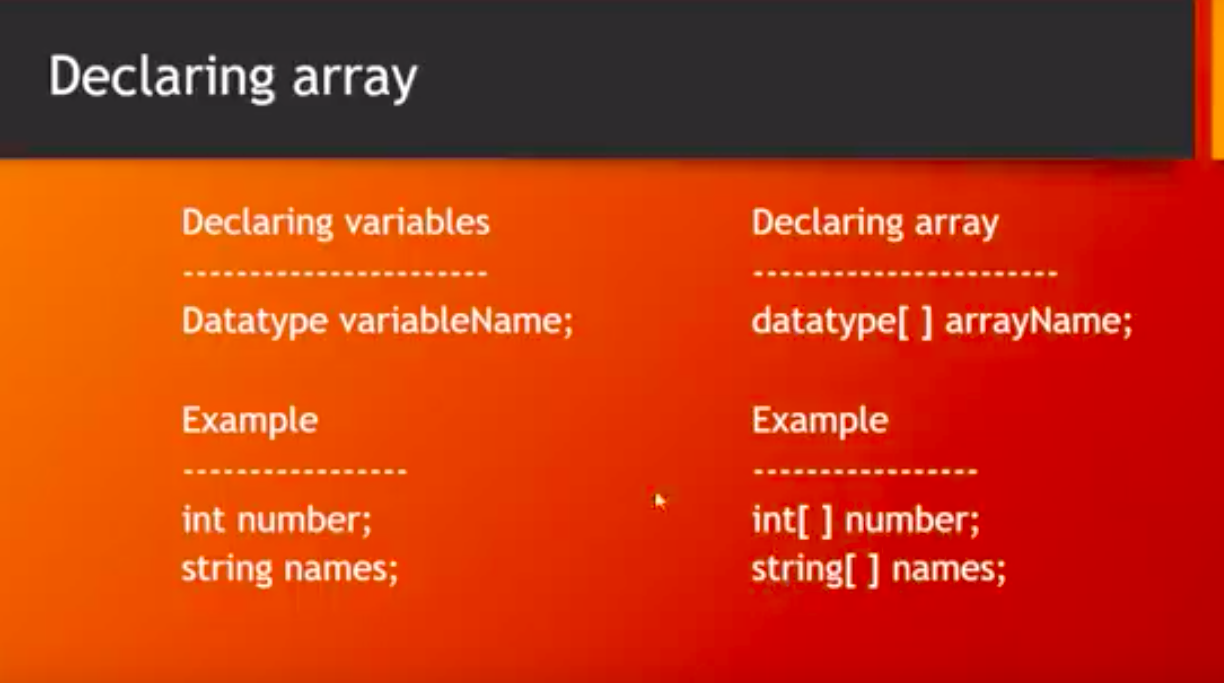 Declaring array
Declaring variables
-----------------------
Datatype variableName;
Example
-----------------
int number;
string names;
Declaring array
-----------------------
datatype[ ] arrayName;
Example
-----------------
int[ ] number;
string[ ] names;